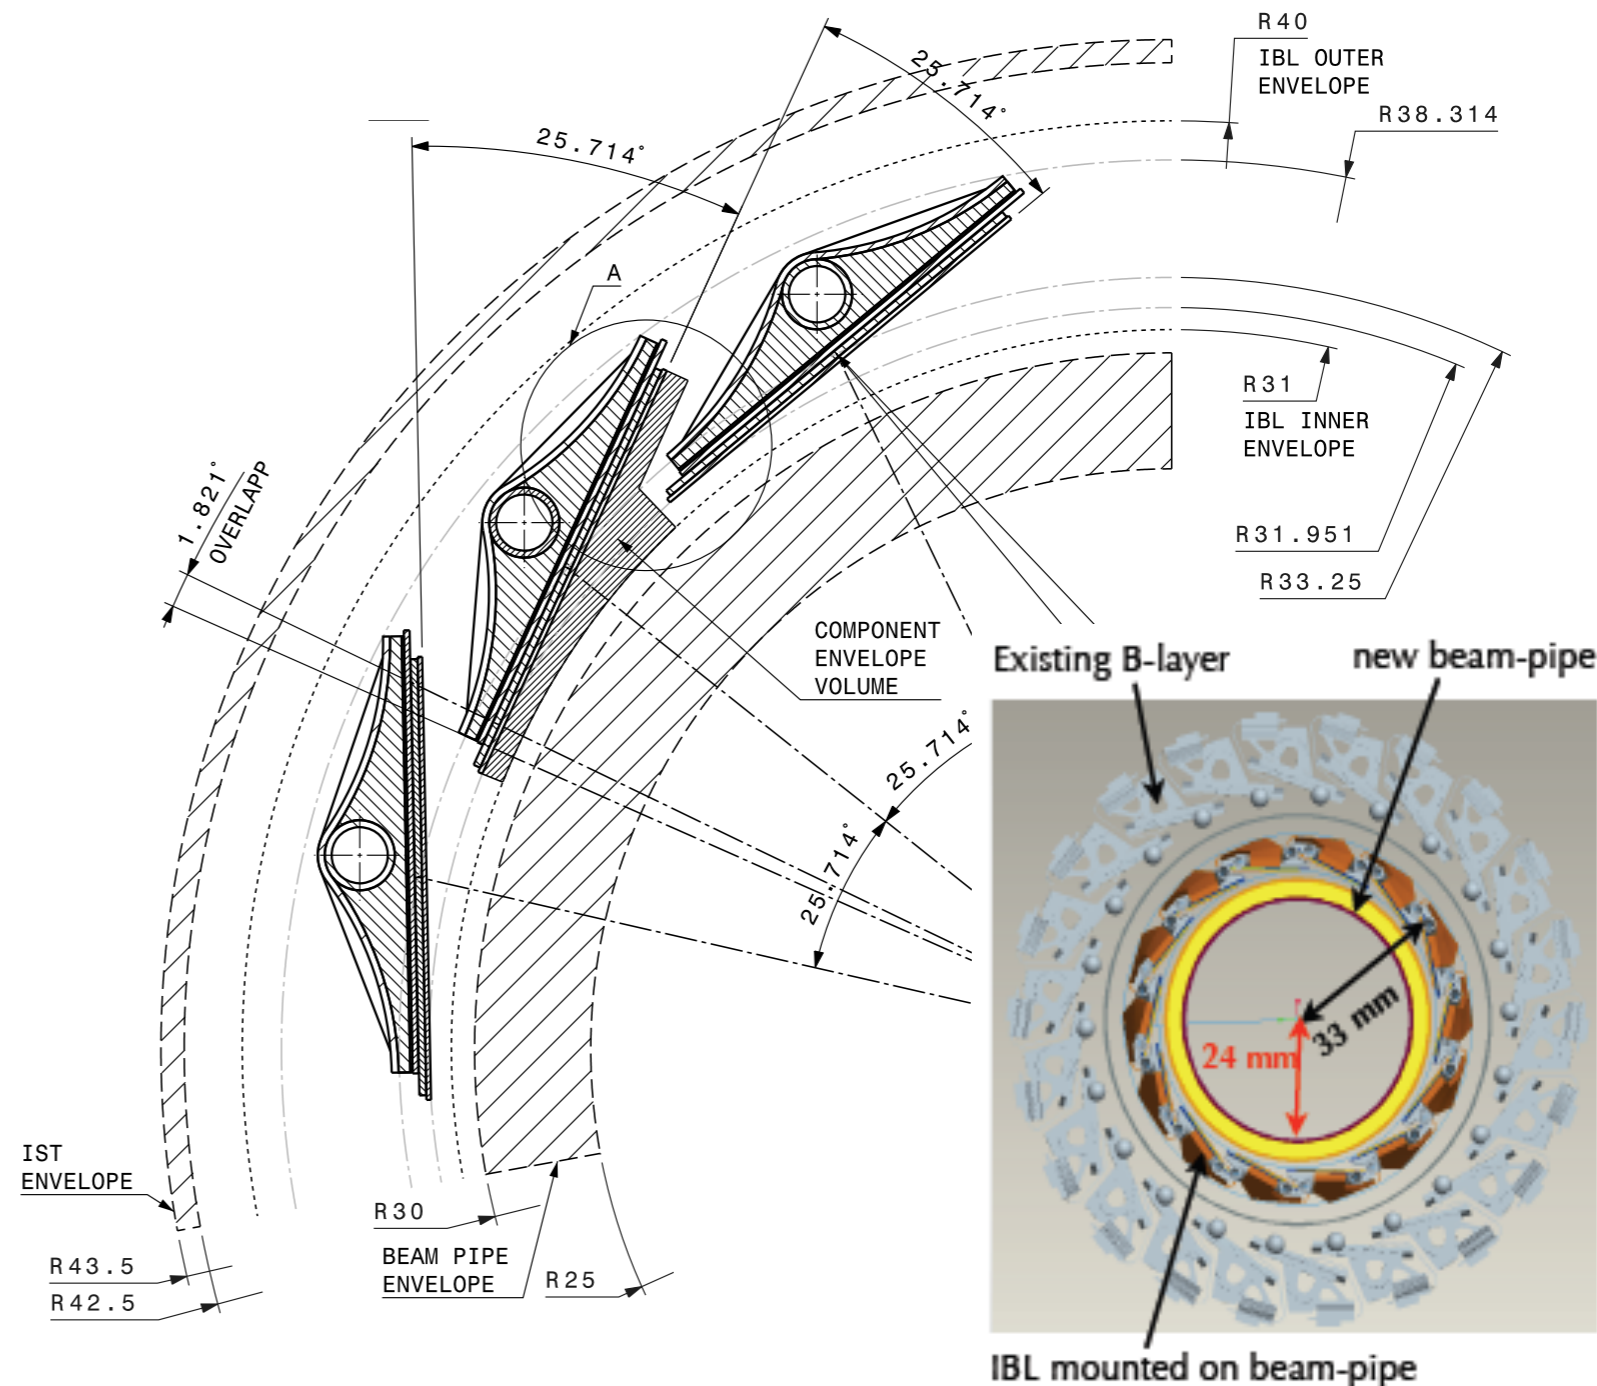 R40
IBL OUTER
ENVELOPE
R38.314
25.714°
25.714°
A
1.821°
OVERLAPP
R31
IBL INNER
ENVELOPE
R31.951
R33.25
COMPONENT
ENVELOPE
VOLUME
25.714°
25.714°
IST
ENVELOPE
R43.5
R42.5
R30
BEAM PIPE
ENVELOPE
R25
Existing B-layer
new beam-pipe
33 mm
24 mm
IBL mounted on beam-pipe